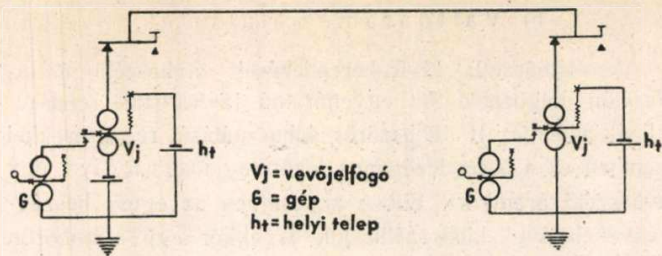 Vj
ht
G
Vj = vevőjelfogó
G = gép
ht = helyi telep
Vj
ht
G